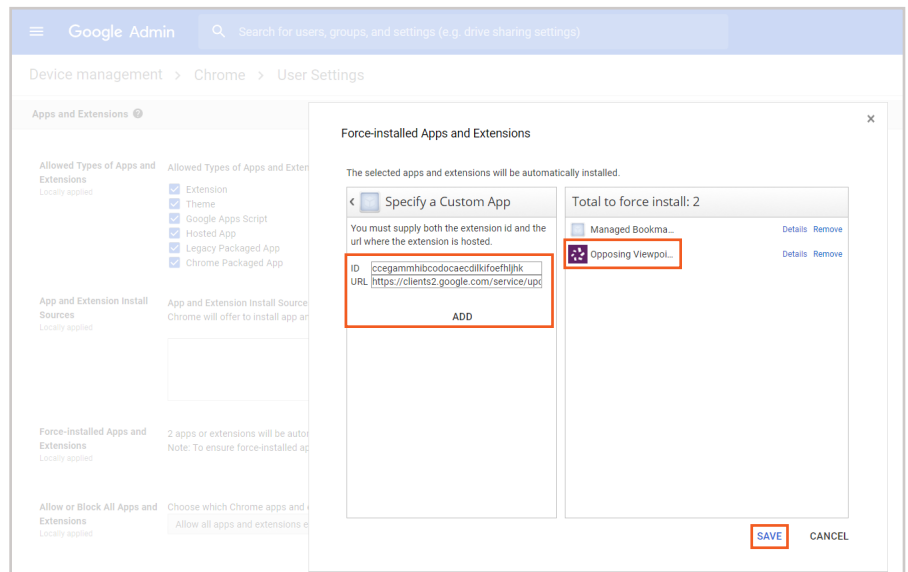 Google Admin
Search for users, groups, and settings (e.g. drive sharing settings)
Device management > Chrome > User Settings
Apps and Extensions
Force-installed Apps and Extensions
The selected apps and extensions will be automatically installed.
Specify a Custom App
You must supply both the extension id and the
url where the extension is hosted.
ID ccegammhibcodocaecdilkifoefhljhk
URL https://clients2.google.com/service/upd
ADD
Total to force install: 2
Managed Bookma... Details Remove
Opposing Viewpoi... Details Remove
SAVE CANCEL
Allowed Types of Apps and
Extensions
Locally applied
Allowed Types of Apps and Exten
Extension
Theme
Google Apps Script
Hosted App
Legacy Packaged App
Chrome Packaged App
App and Extension Install
Sources
Locally applied
App and Extension Install Source
Chrome will offer to install app an
Force-installed Apps and
Extensions
Locally applied
2 apps or extensions will be autor
Note: To ensure force-installed ap
Allow or Block All Apps and
Extensions
Locally applied
Choose which Chrome apps and
Allow all apps and extensions e